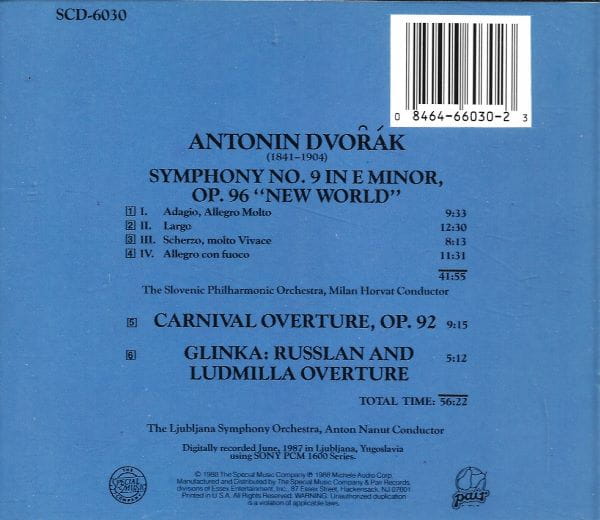 SCD-6030
0 8464-66030-2 3
ANTONIN DVOŘÁK
(1841–1904)
SYMPHONY NO. 9 IN E MINOR,
OP. 96 “NEW WORLD”
1 I. Adagio, Allegro Molto 9:33
2 II. Largo 12:30
3 III. Scherzo, molto Vivace 8:13
4 IV. Allegro con fuoco 11:31
41:55
The Slovenic Philharmonic Orchestra, Milan Horvat Conductor
5 CARNIVAL OVERTURE, OP. 92 9:15
6 GLINKA: RUSSLAN AND 5:12
LUDMILLA OVERTURE
TOTAL TIME: 56:22
The Ljubljana Symphony Orchestra, Anton Nanut Conductor
Digitally recorded June, 1987 in Ljubljana, Yugoslavia
using SONY PCM 1600 Series.
© 1988 The Special Music Company ℗ 1988 Michele Audio Corp.
Manufactured and Distributed by The Special Music Company & Pair Records.
divisions of Essex Entertainment, Inc., 87 Essex Street, Hackensack, NJ 07601
Printed in U.S.A. All Rights Reserved. WARNING. Unauthorized duplication
is a violation of applicable laws.
THE SPECIAL MUSIC COMPANY
pair